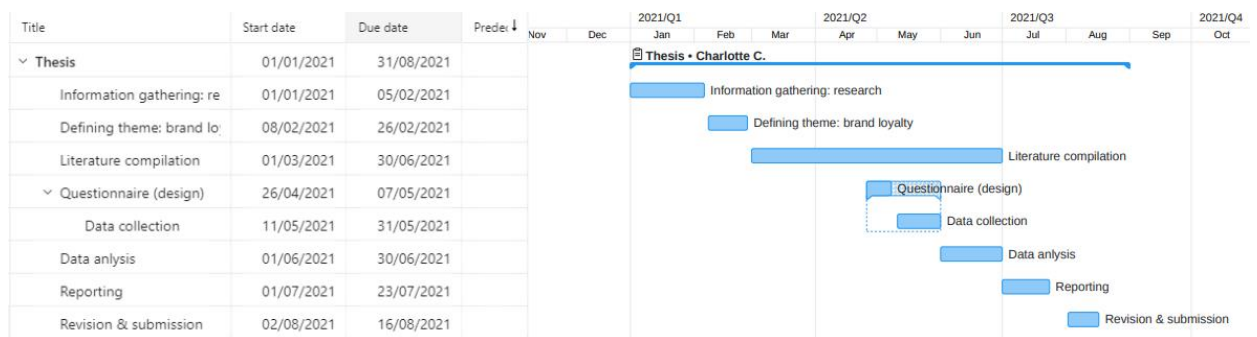 2021/Q1 2021/Q2 2021/Q3 2021/Q4
Title Start date Due date Predec
Nov Dec Jan Feb Mar Apr May Jun Jul Aug Sep Oct
Thesis 01/01/2021 31/08/2021 Thesis • Charlotte C.
Information gathering: re 01/01/2021 05/02/2021 Information gathering: research
Defining theme: brand lo 08/02/2021 26/02/2021 Defining theme: brand loyalty
Literature compilation 01/03/2021 30/06/2021 Literature compilation
Questionnaire (design) 26/04/2021 07/05/2021 Questionnaire (design)
Data collection 11/05/2021 31/05/2021 Data collection
Data anlysis 01/06/2021 30/06/2021 Data anlysis
Reporting 01/07/2021 23/07/2021 Reporting
Revision & submission 02/08/2021 16/08/2021 Revision & submission